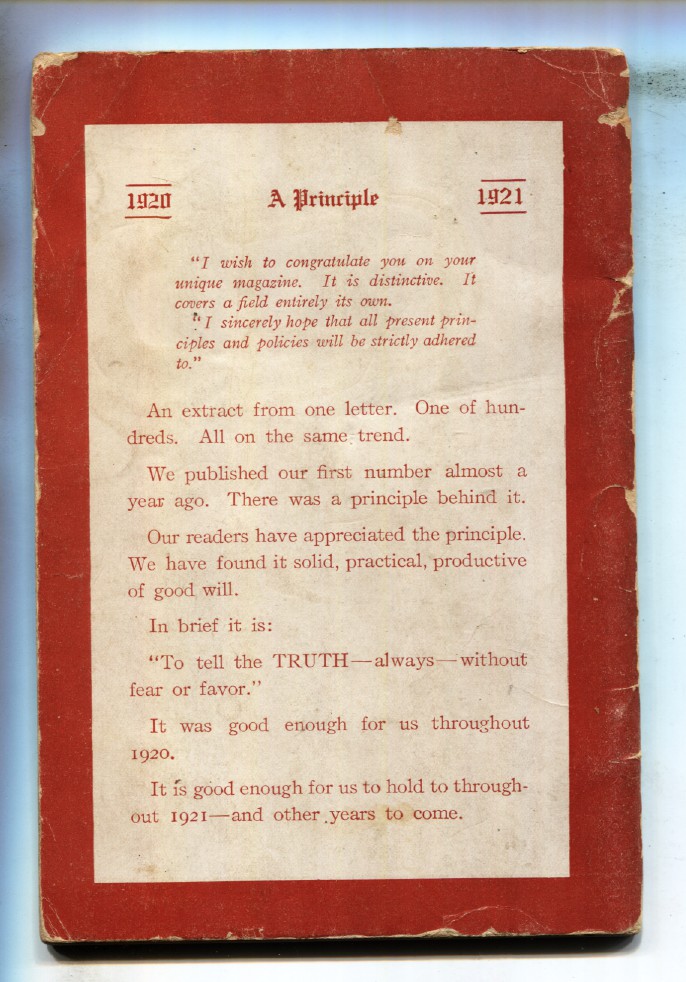 1920 A Principle 1921
"I wish to congratulate you on your
unique magazine. It is distinctive. It
covers a field entirely its own.
"I sincerely hope that all present prin-
ciples and policies will be strictly adhered
to."
An extract from one letter. One of hun-
dreds. All on the same trend.
We published our first number almost a
year ago. There was a principle behind it.
Our readers have appreciated the principle.
We have found it solid, practical, productive
of good will.
In brief it is:
"To tell the TRUTH—always—without
fear or favor."
It was good enough for us throughout
1920.
It is good enough for us to hold to through-
out 1921—and other years to come.